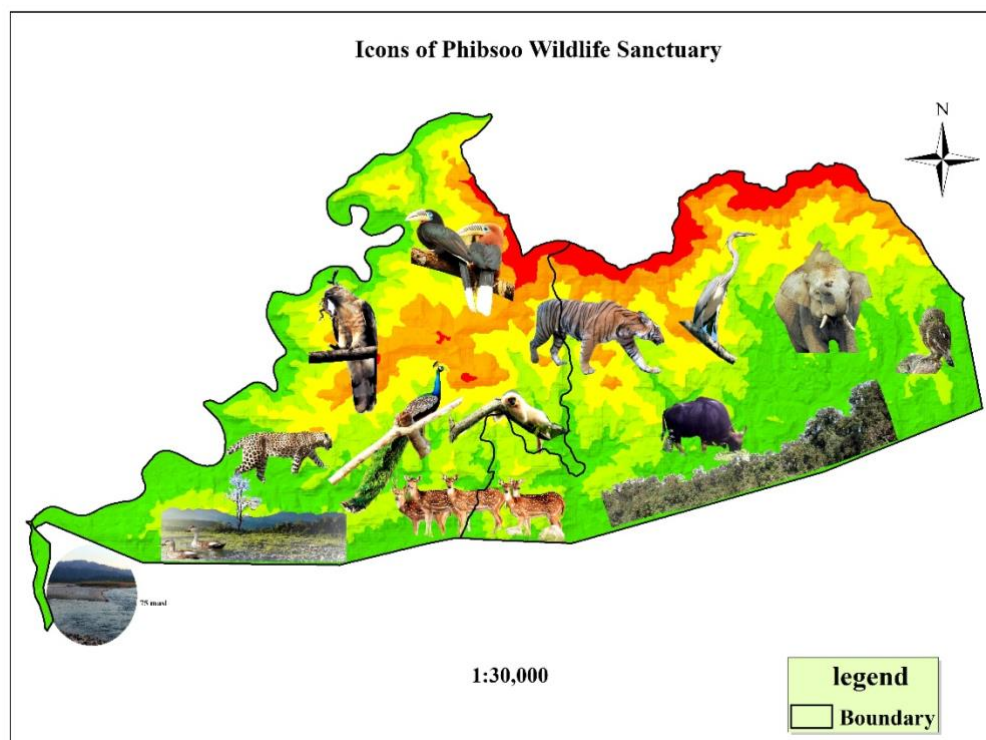 Icons of Phibsoo Wildlife Sanctuary
N
75 masl
1:30,000
legend
Boundary